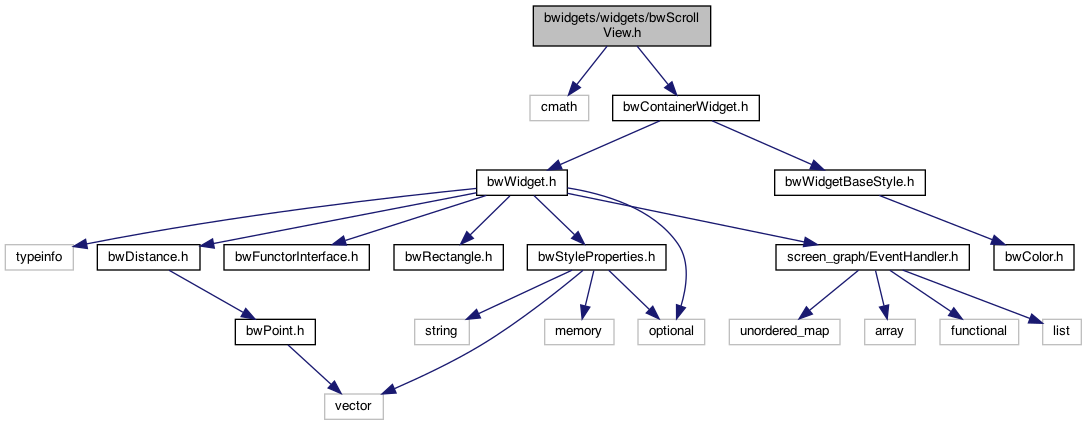 bwidgets/widgets/bwScroll
View.h
cmath
bwContainerWidget.h
bwWidget.h
bwWidgetBaseStyle.h
typeinfo
bwDistance.h
bwFunctorInterface.h
bwRectangle.h
bwStyleProperties.h
screen_graph/EventHandler.h
bwColor.h
bwPoint.h
string
memory
optional
unordered_map
array
functional
list
vector